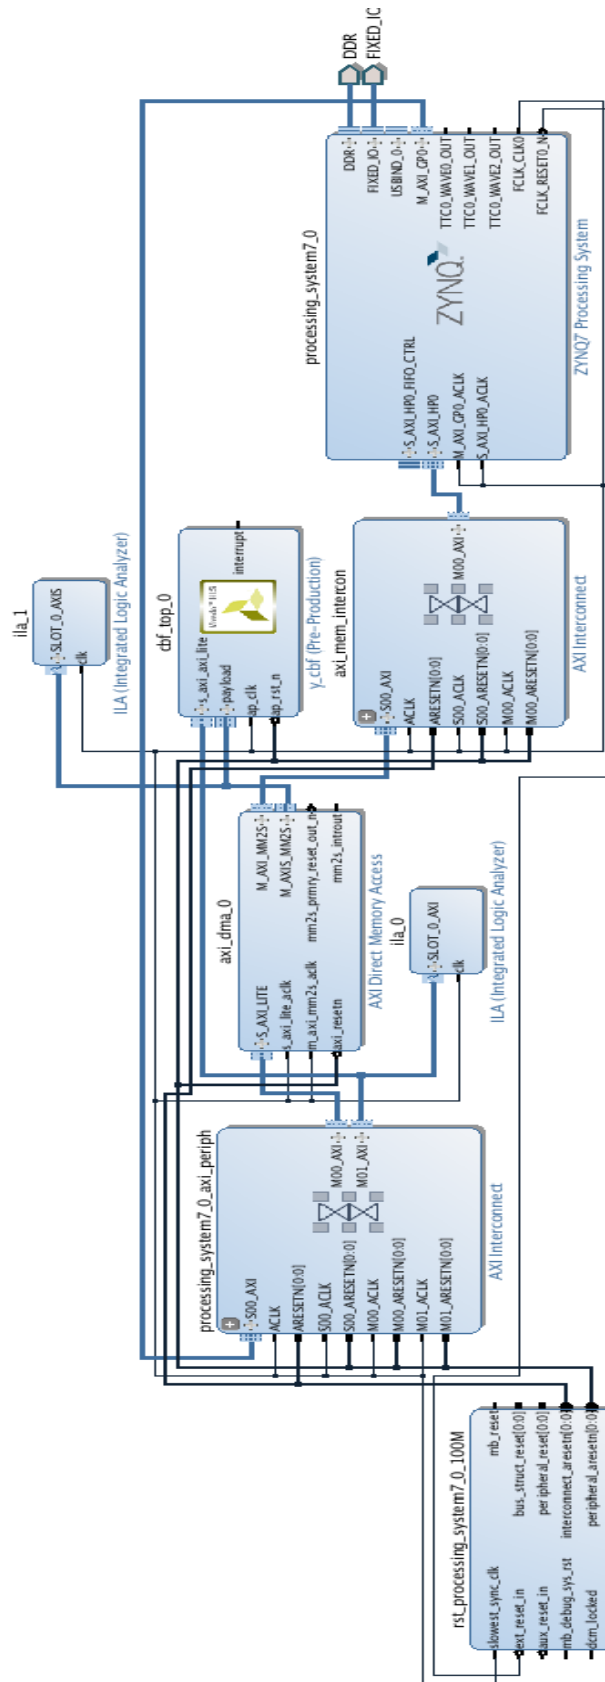 rst_processing_system7_0_100M
slowest_sync_clk
ext_reset_in
aux_reset_in
mb_debug_sys_rst
dcm_locked
mb_reset
bus_struct_reset[0:0]
peripheral_reset[0:0]
interconnect_aresetn[0:0]
peripheral_aresetn[0:0]
processing_system7_0_axi_periph
S00_AXI
ACLK
ARESETN[0:0]
S00_ACLK
S00_ARESETN[0:0]
M00_ACLK
M00_ARESETN[0:0]
M01_ACLK
M01_ARESETN[0:0]
M00_AXI
M01_AXI
AXI Interconnect
axi_dma_0
S_AXI_LITE
s_axi_lite_aclk
m_axi_mm2s_aclk
axi_resetn
M_AXI_MM2S
M_AXIS_MM2S
mm2s_prmry_reset_out_n
mm2s_introut
AXI Direct Memory Access
ila_0
SLOT_0_AXI
clk
ILA (Integrated Logic Analyzer)
ila_1
SLOT_0_AXIS
clk
ILA (Integrated Logic Analyzer)
cbf_top_0
s_axi_axi_lite
payload
ap_clk
ap_rst_n
interrupt
Vivado HLS
y_cbf (Pre-Production)
axi_mem_intercon
S00_AXI
ACLK
ARESETN[0:0]
S00_ACLK
S00_ARESETN[0:0]
M00_ACLK
M00_ARESETN[0:0]
M00_AXI
AXI Interconnect
processing_system7_0
S_AXI_HP0_FIFO_CTRL
S_AXI_HP0
M_AXI_GP0_ACLK
S_AXI_HP0_ACLK
ZYNQ
DDR
FIXED_IO
USBIND_0
M_AXI_GP0
TTC0_WAVE0_OUT
TTC0_WAVE1_OUT
TTC0_WAVE2_OUT
FCLK_CLK0
FCLK_RESET0_N
ZYNQ7 Processing System
DDR
FIXED_IC